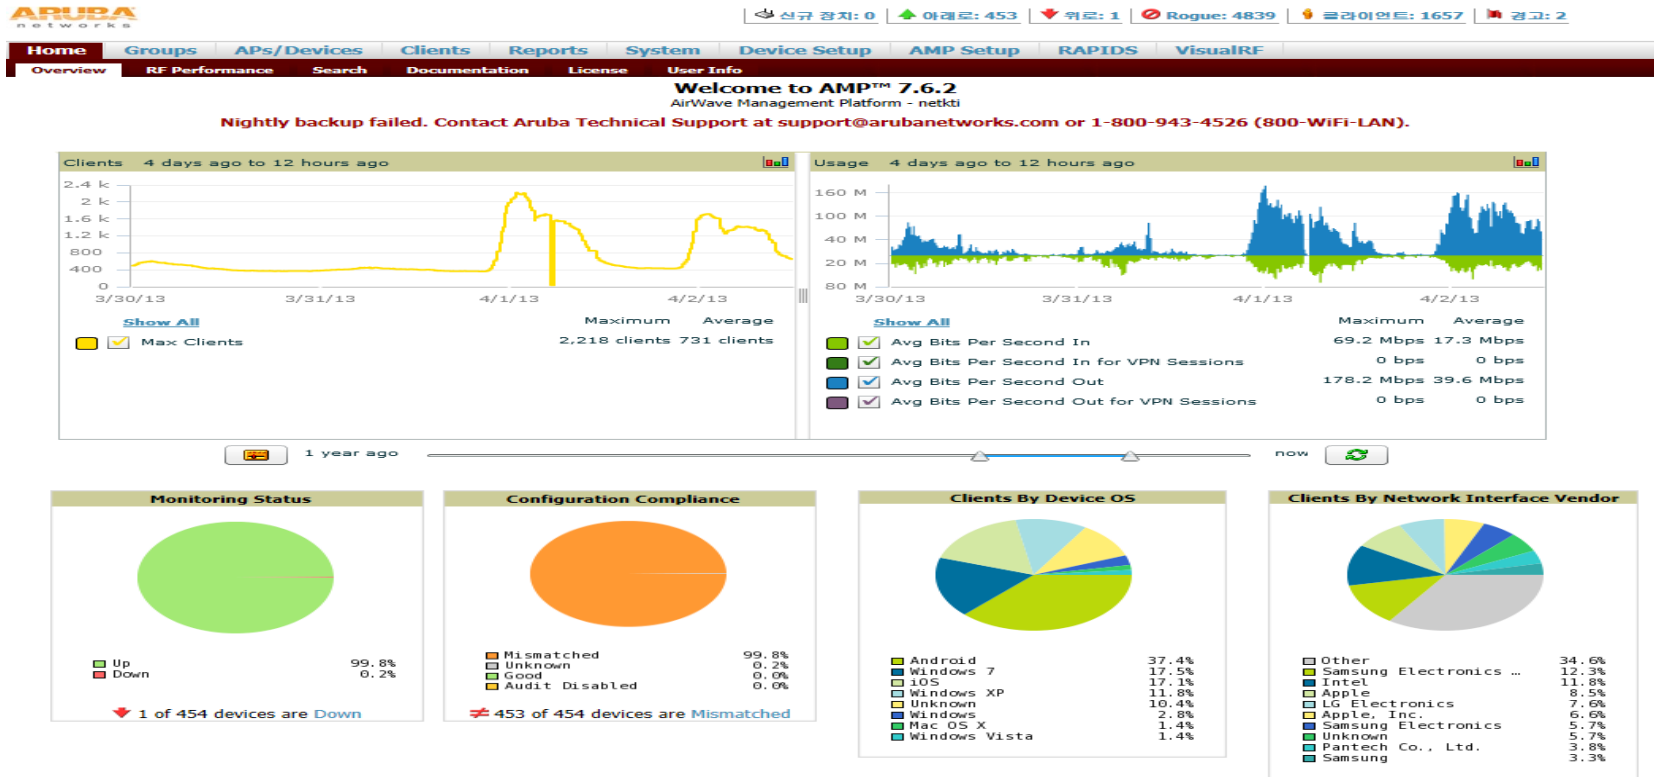 ARUBA
networks
신규 장치: 0 아래로: 453 위로: 1 Rogue: 4839 클라이언트: 1657 경고: 2
Home Groups APs/Devices Clients Reports System Device Setup AMP Setup RAPIDS VisualRF
Overview RF Performance Search Documentation License User Info
Welcome to AMP™ 7.6.2
AirWave Management Platform - netkti
Nightly backup failed. Contact Aruba Technical Support at support@arubanetworks.com or 1-800-943-4526 (800-WiFi-LAN).
Clients 4 days ago to 12 hours ago
2.4 k
2 k
1.6 k
1.2 k
800
400
0
3/30/13 3/31/13 4/1/13 4/2/13
Show All Maximum Average
Max Clients 2,218 clients 731 clients
Usage 4 days ago to 12 hours ago
160 M
100 M
40 M
20 M
80 M
3/30/13 3/31/13 4/1/13 4/2/13
Show All Maximum Average
Avg Bits Per Second In 69.2 Mbps 17.3 Mbps
Avg Bits Per Second In for VPN Sessions 0 bps 0 bps
Avg Bits Per Second Out 178.2 Mbps 39.6 Mbps
Avg Bits Per Second Out for VPN Sessions 0 bps 0 bps
1 year ago now
Monitoring Status
Up 99.8%
Down 0.2%
1 of 454 devices are Down
Configuration Compliance
Mismatched 99.8%
Unknown 0.2%
Good 0.0%
Audit Disabled 0.0%
453 of 454 devices are Mismatched
Clients By Device OS
Android 37.4%
Windows 7 17.5%
iOS 17.1%
Windows XP 11.8%
Unknown 10.4%
Windows 2.8%
Mac OS X 1.4%
Windows Vista 1.4%
Clients By Network Interface Vendor
Other 34.6%
Samsung Electronics ... 12.3%
Intel 11.8%
Apple 8.5%
LG Electronics 7.6%
Apple, Inc. 6.6%
Samsung Electronics 5.7%
Unknown 5.7%
Pantech Co., Ltd. 3.8%
Samsung 3.3%